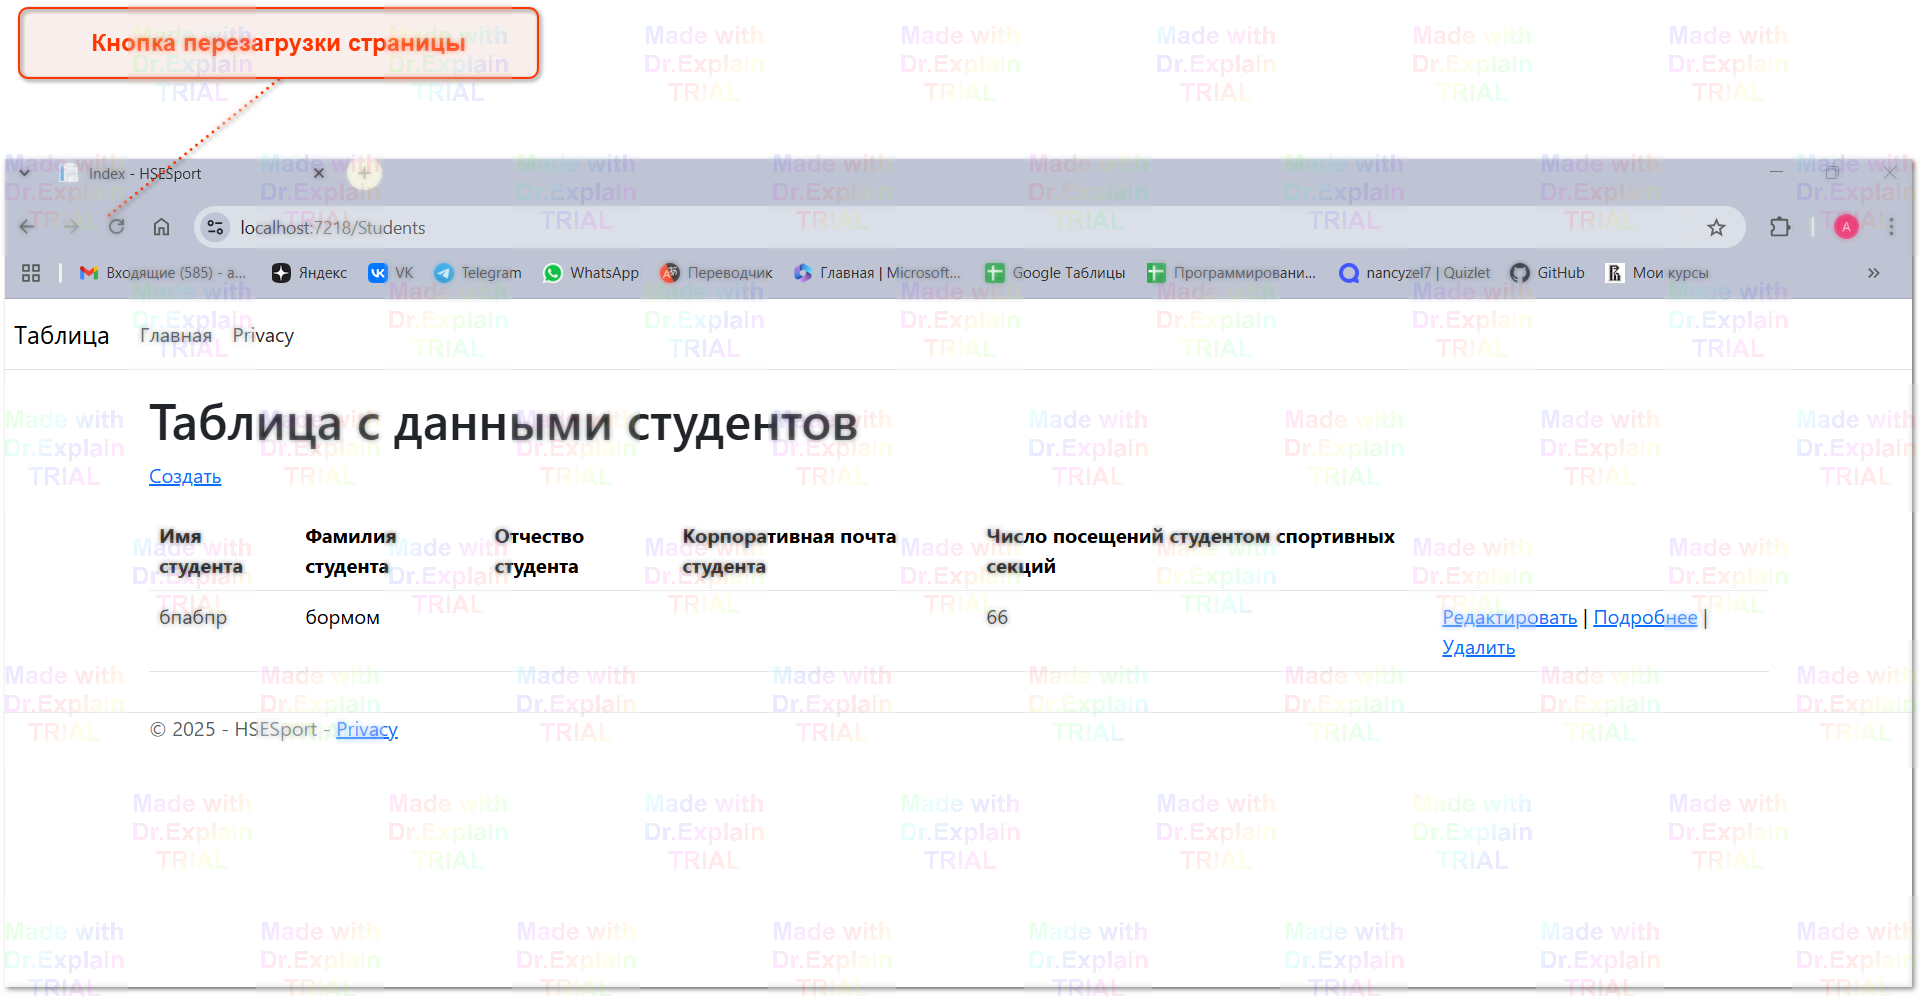 Кнопка перезагрузки страницы
Index - HSESport
localhost:7218/Students
Входящие (585) - a...
Яндекс
VK
Telegram
WhatsApp
Переводчик
Главная | Microsoft...
Google Таблицы
Программировани...
nancyzel7 | Quizlet
GitHub
Мои курсы
Таблица
Главная
Privacy
Таблица с данными студентов
Создать
Имя студента
Фамилия студента
Отчество студента
Корпоративная почта студента
Число посещений студентом спортивных секций
бпабпр
бормом
66
Редактировать | Подробнее |
Удалить
© 2025 - HSESport - Privacy
Made with
Dr.Explain
TRIAL